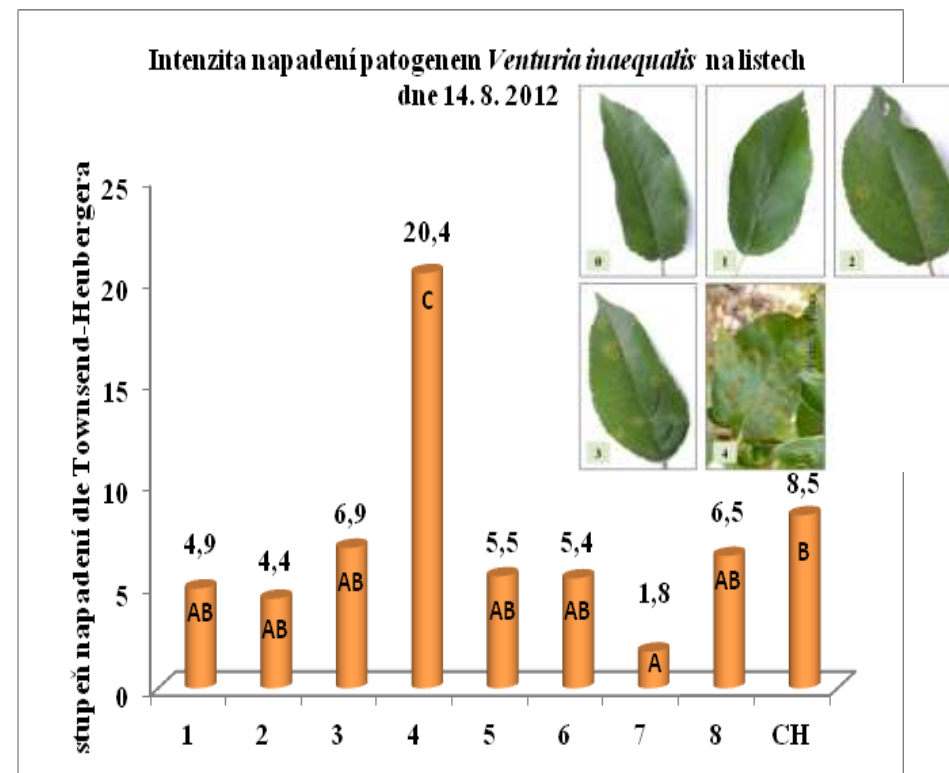 Intenzita napadení patogenem Venturia inaequalis na listech
dne 14. 8. 2012
0
1
2
3
4
stupeň napadení dle Townsend-Heubergera
25
20
15
10
5
0
4,9
4,4
6,9
20,4
5,5
5,4
1,8
6,5
8,5
AB
AB
AB
C
AB
AB
A
AB
B
1 2 3 4 5 6 7 8 CH